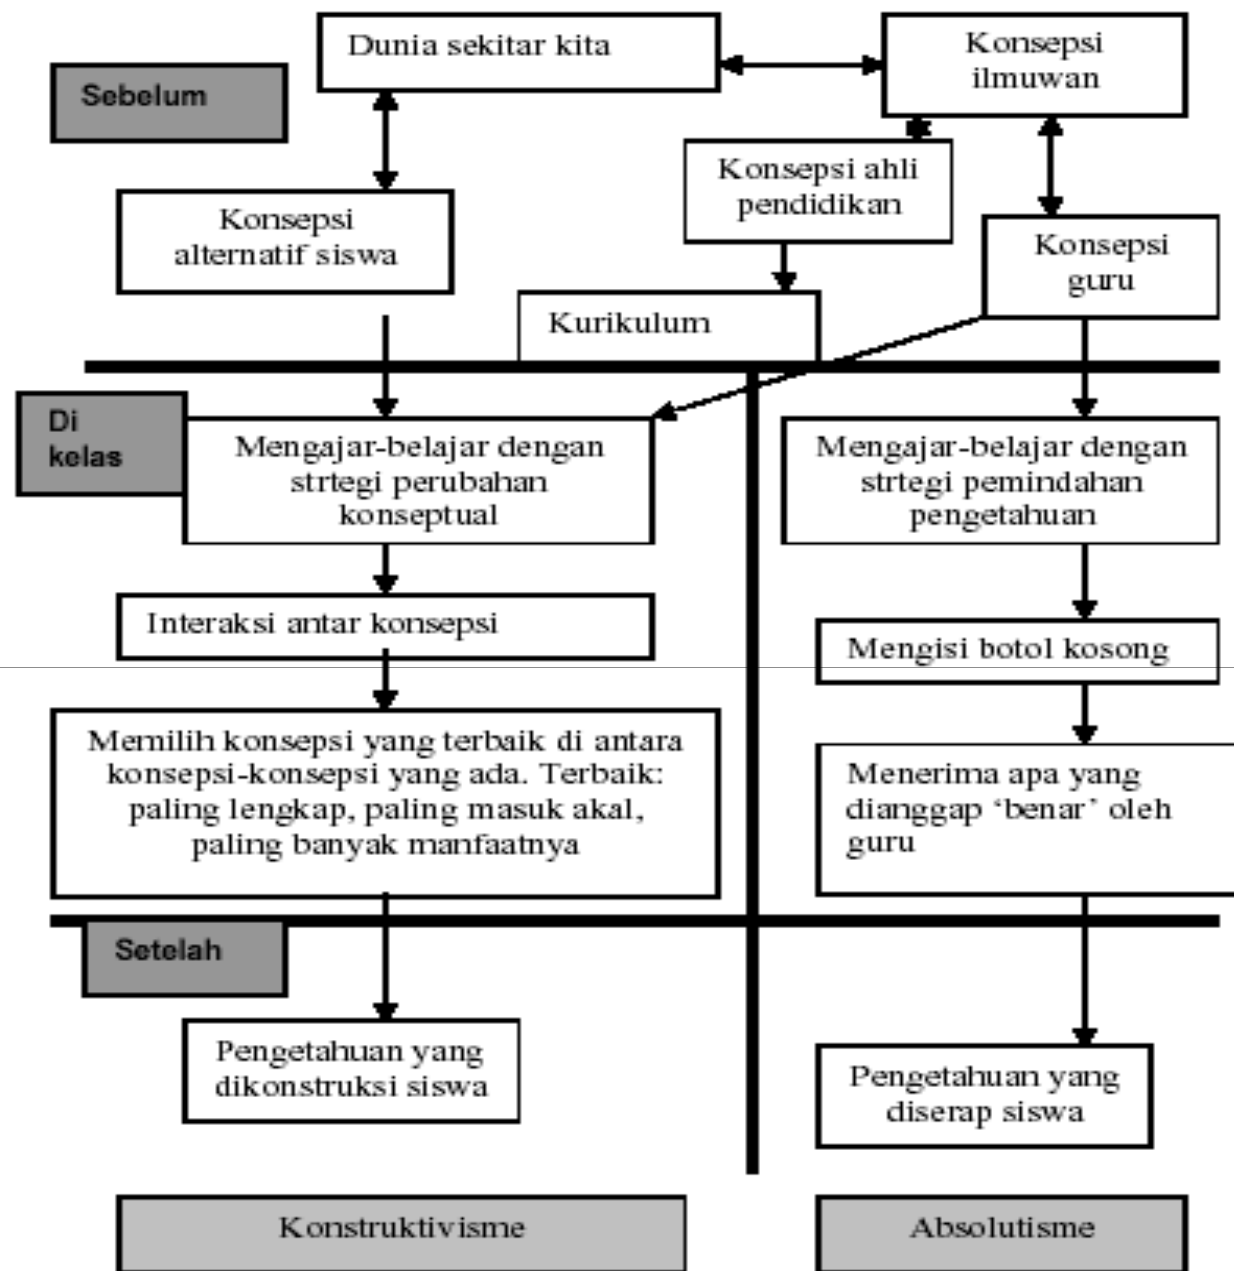 Dunia sekitar kita
Konsepsi
ilmuwan
Sebelum
Konsepsi ahli
pendidikan
Konsepsi
alternatif siswa
Konsepsi
guru
Kurikulum
Di
kelas
Mengajar-belajar dengan
strtegi perubahan
konseptual
Mengajar-belajar dengan
strtegi pemindahan
pengetahuan
Interaksi antar konsepsi
Mengisi botol kosong
Memilih konsepsi yang terbaik di antara
konsepsi-konsepsi yang ada. Terbaik:
paling lengkap, paling masuk akal,
paling banyak manfaatnya
Menerima apa yang
dianggap ‘benar’ oleh
guru
Setelah
Pengetahuan yang
dikonstruksi siswa
Pengetahuan yang
diserap siswa
Konstruktivisme
Absolutisme